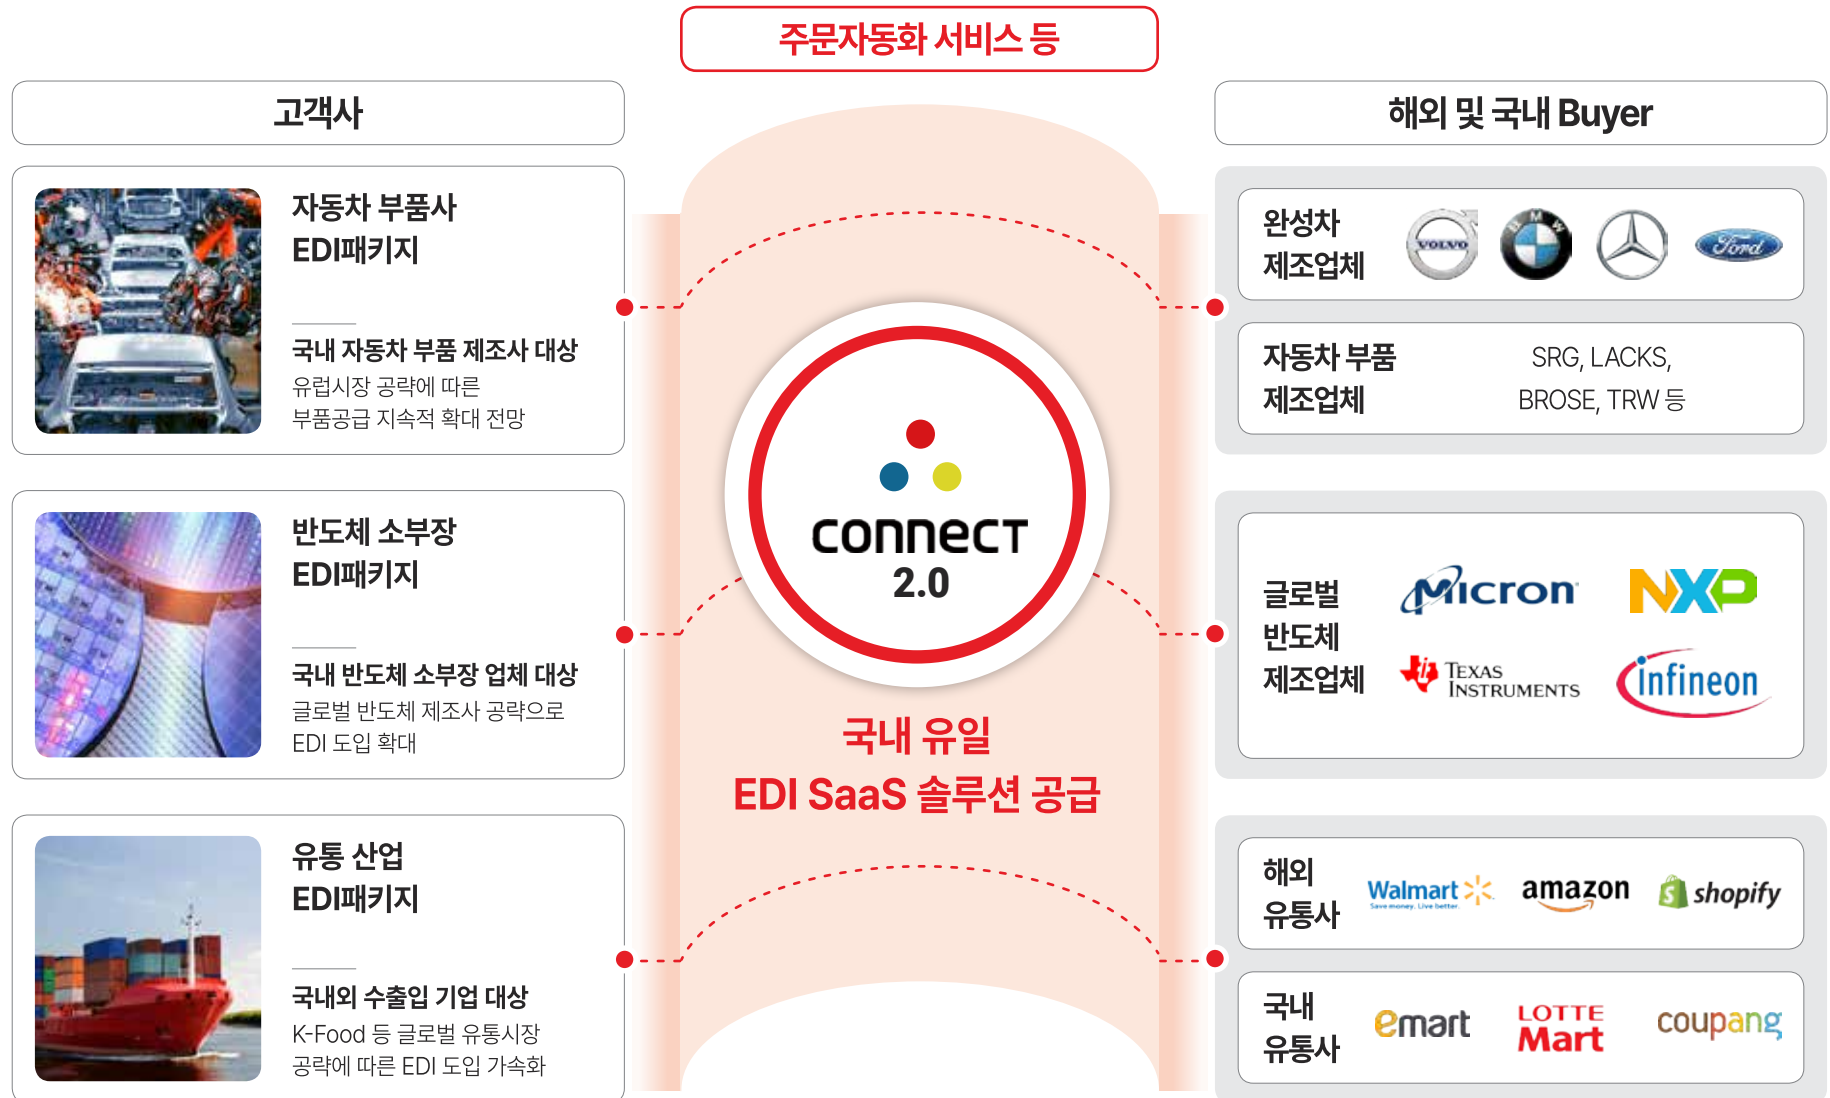 주문자동화 서비스 등
고객사
자동차 부품사
EDI패키지
국내 자동차 부품 제조사 대상
유럽시장 공략에 따른
부품공급 지속적 확대 전망
반도체 소부장
EDI패키지
국내 반도체 소부장 업체 대상
글로벌 반도체 제조사 공략으로
EDI 도입 확대
유통 산업
EDI패키지
국내외 수출입 기업 대상
K-Food 등 글로벌 유통시장
공략에 따른 EDI 도입 가속화
connecT
2.0
국내 유일
EDI SaaS 솔루션 공급
해외 및 국내 Buyer
완성차
제조업체
VOLVO
BMW
Ford
자동차 부품
제조업체
SRG, LACKS,
BROSE, TRW 등
글로벌
반도체
제조업체
Micron
NXP
TEXAS
INSTRUMENTS
infineon
해외
유통사
Walmart
Save money. Live better.
amazon
shopify
국내
유통사
emart
LOTTE
Mart
coupang